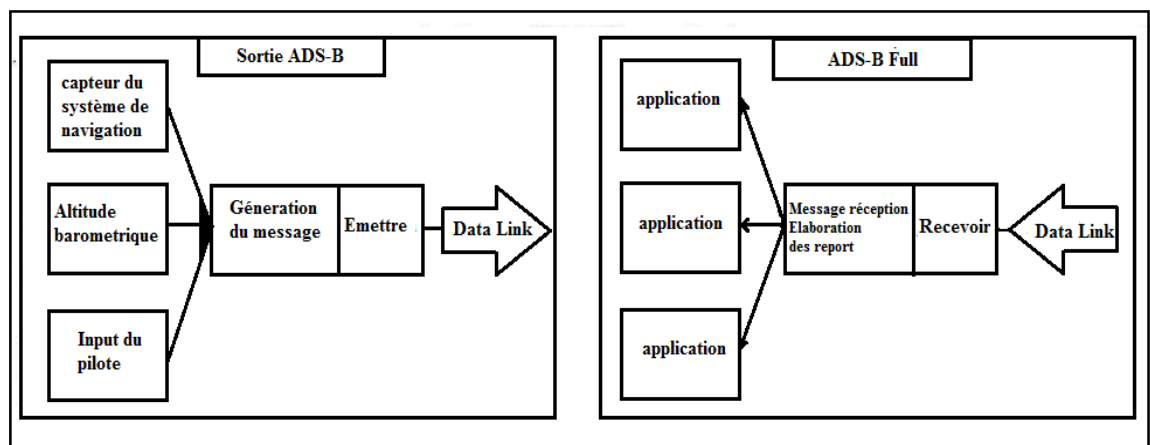 Sortie ADS-B
capteur du
système de
navigation
Altitude
barometrique
Input du
pilote
Géneration
du message
Emettre
Data Link
ADS-B Full
application
application
application
Message réception
Elaboration
des report
Recevoir
Data Link